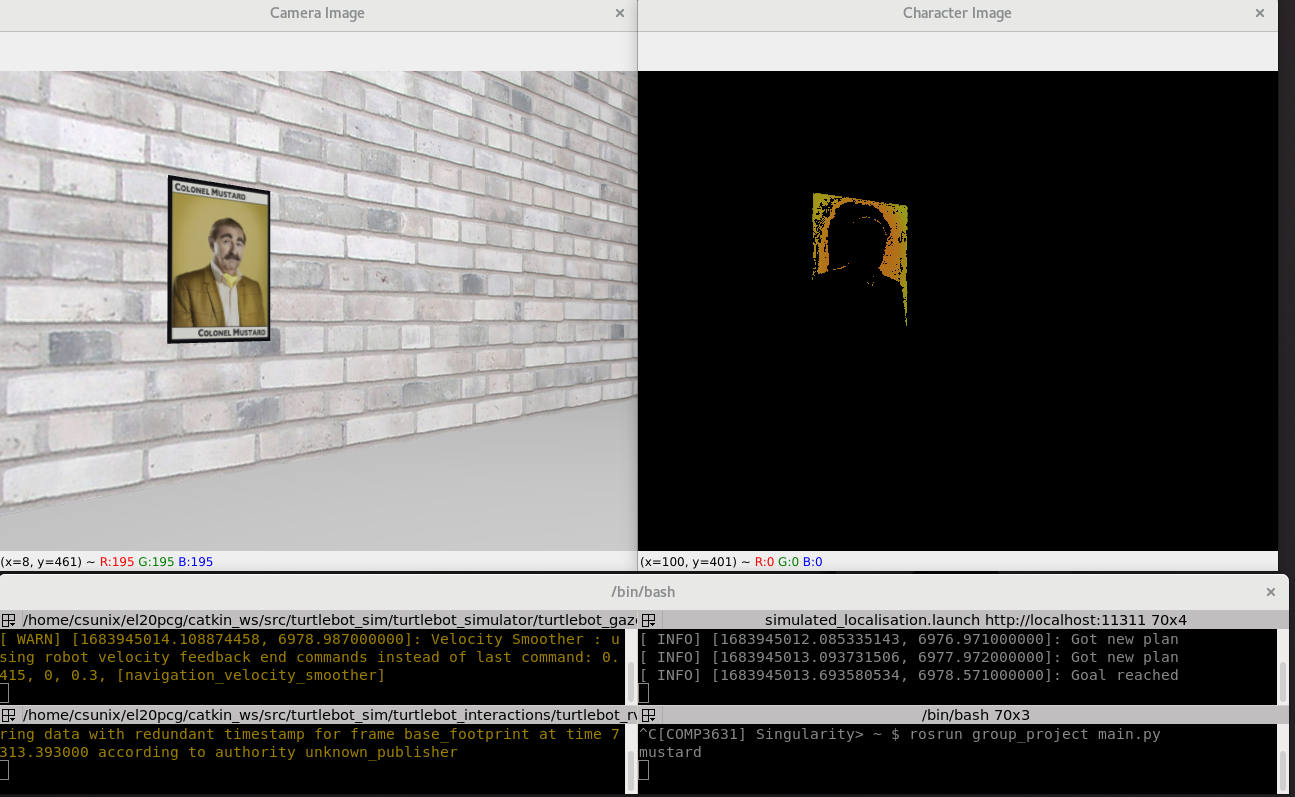 Camera Image
×
Character Image
×
COLONEL MUSTARD
COLONEL MUSTARD
(x=8, y=461) ~ R:195 G:195 B:195
(x=100, y=401) ~ R:0 G:0 B:0
/bin/bash
×
/home/csunix/el20pcg/catkin_ws/src/turtlebot_sim/turtlebot_simulator/turtlebot_gaz
[ WARN] [1683945014.108874458, 6978.987000000]: Velocity Smoother : u
sing robot velocity feedback end commands instead of last command: 0.
415, 0, 0.3, [navigation_velocity_smoother]
simulated_localisation.launch http://localhost:11311 70x4
[ INFO] [1683945012.085335143, 6976.971000000]: Got new plan
[ INFO] [1683945013.093731506, 6977.972000000]: Got new plan
[ INFO] [1683945013.693580534, 6978.571000000]: Goal reached
/home/csunix/el20pcg/catkin_ws/src/turtlebot_sim/turtlebot_interactions/turtlebot_rv
ring data with redundant timestamp for frame base_footprint at time 7
313.393000 according to authority unknown_publisher
/bin/bash 70x3
^C[COMP3631] Singularity> ~ $ rosrun group_project main.py
mustard